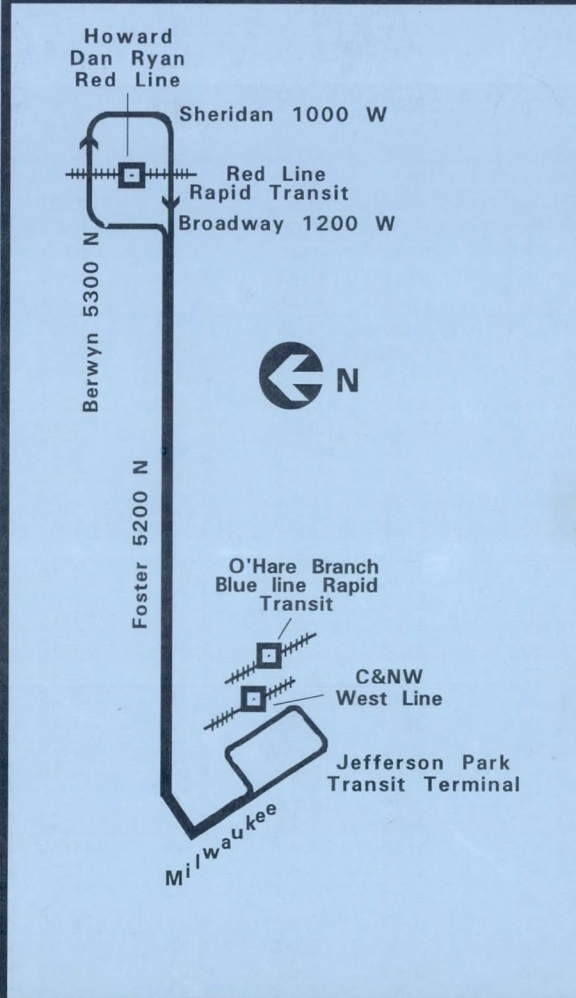 Howard
Dan Ryan
Red Line
Sheridan 1000 W
Red Line
Rapid Transit
Broadway 1200 W
Berwyn 5300 N
N
Foster 5200 N
O'Hare Branch
Blue line Rapid
Transit
C&NW
West Line
Jefferson Park
Transit Terminal
Milwaukee